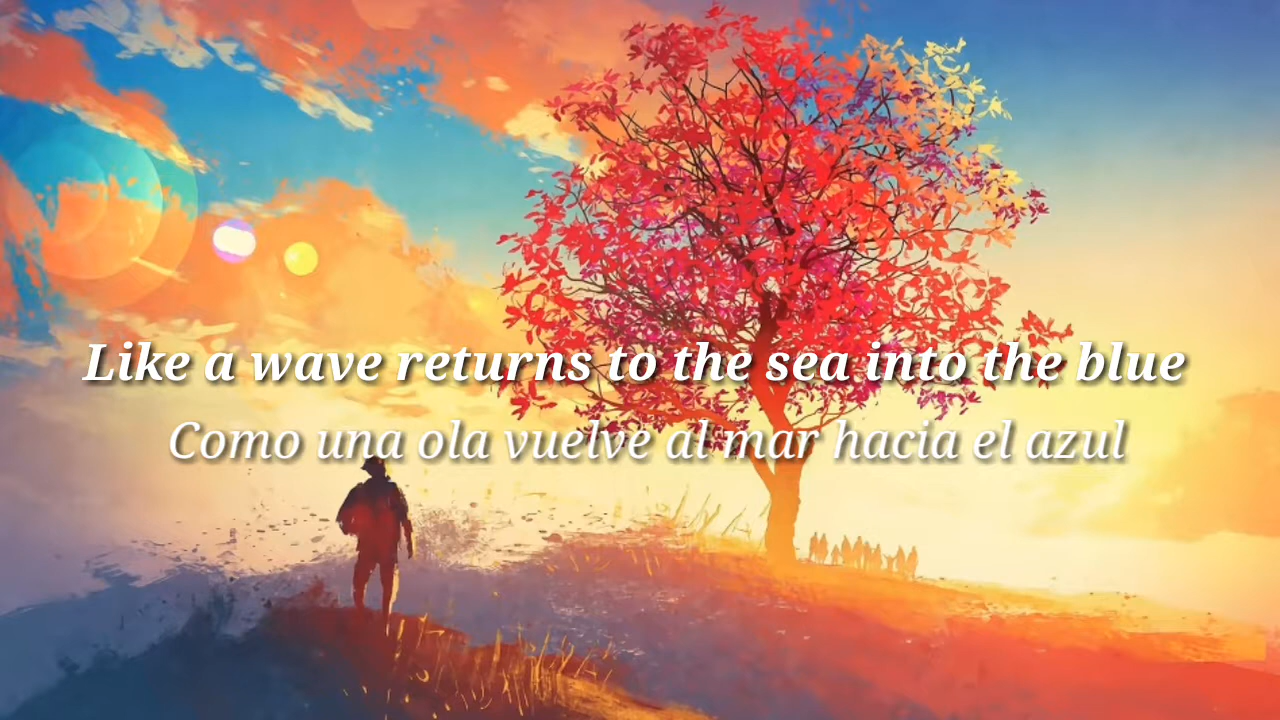 Like a wave returns to the sea into the blue
Como una ola vuelve al mar hacia el azul